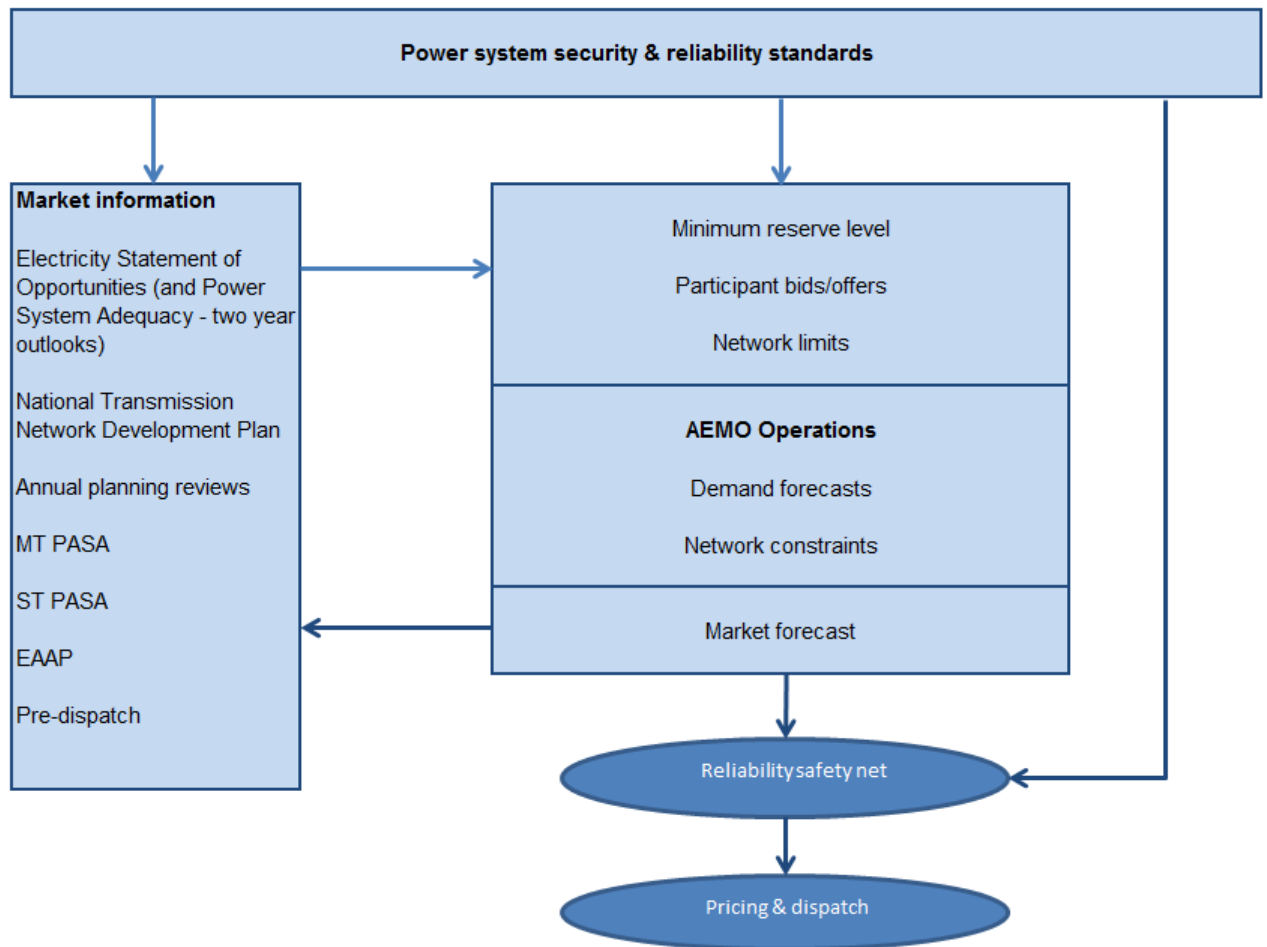 Power system security & reliability standards
Market information
Electricity Statement of
Opportunities (and Power
System Adequacy - two year
outlooks)
National Transmission
Network Development Plan
Annual planning reviews
MT PASA
ST PASA
EAAP
Pre-dispatch
Minimum reserve level
Participant bids/offers
Network limits
AEMO Operations
Demand forecasts
Network constraints
Market forecast
Reliability safety net
Pricing & dispatch